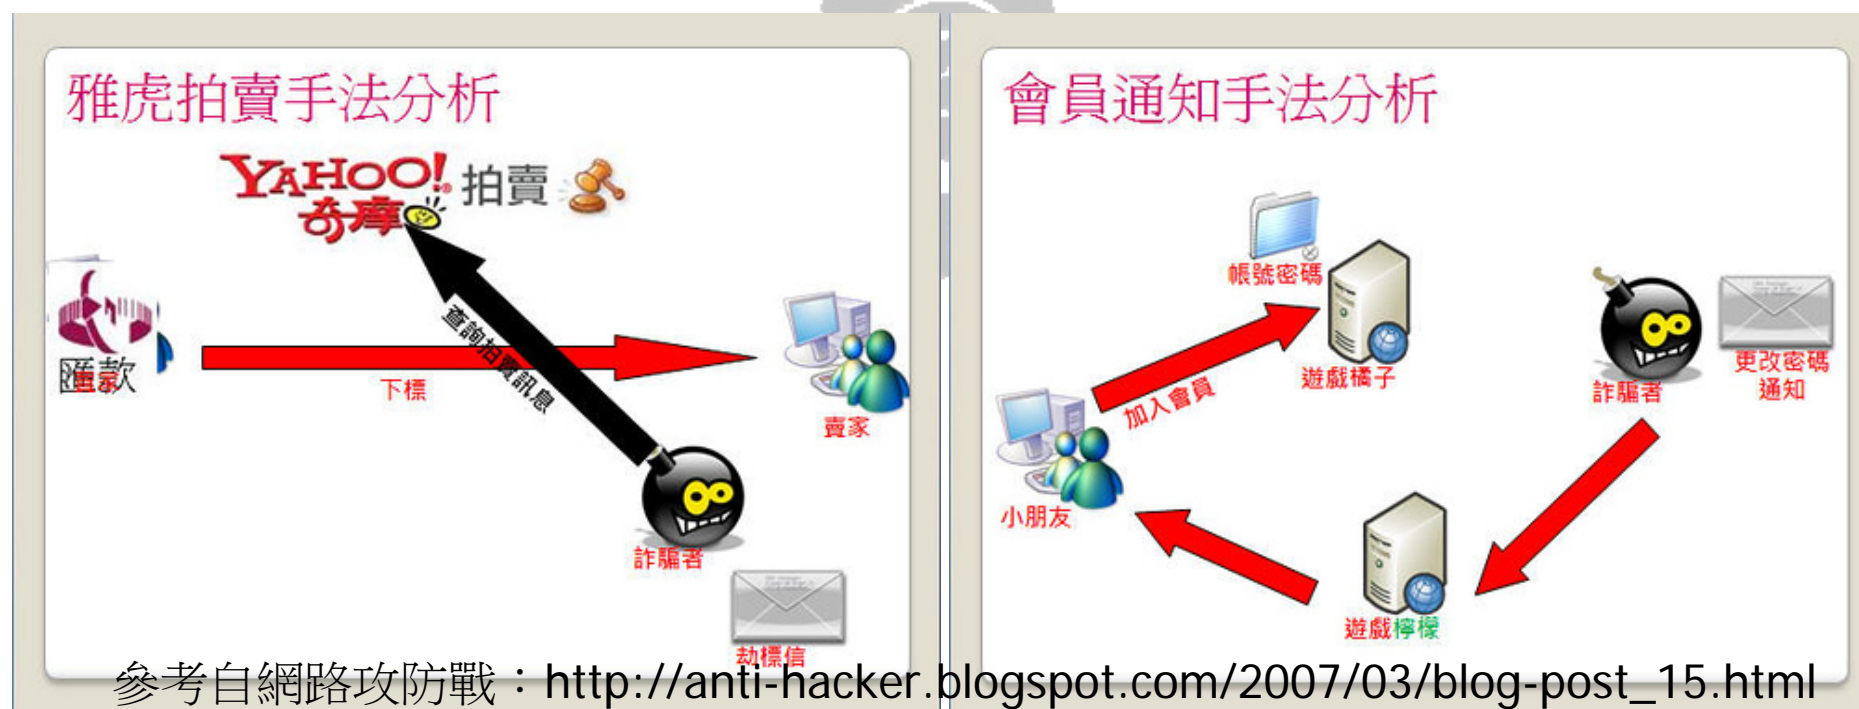 雅虎拍賣手法分析
YAHOO!
奇摩
拍賣
匯款
查詢拍賣訊息
下標
賣家
詐騙者
劫標信
會員通知手法分析
帳號密碼
遊戲橘子
加入會員
小朋友
詐騙者
更改密碼
通知
遊戲檸檬
參考自網路攻防戰：http://anti-hacker.blogspot.com/2007/03/blog-post_15.html